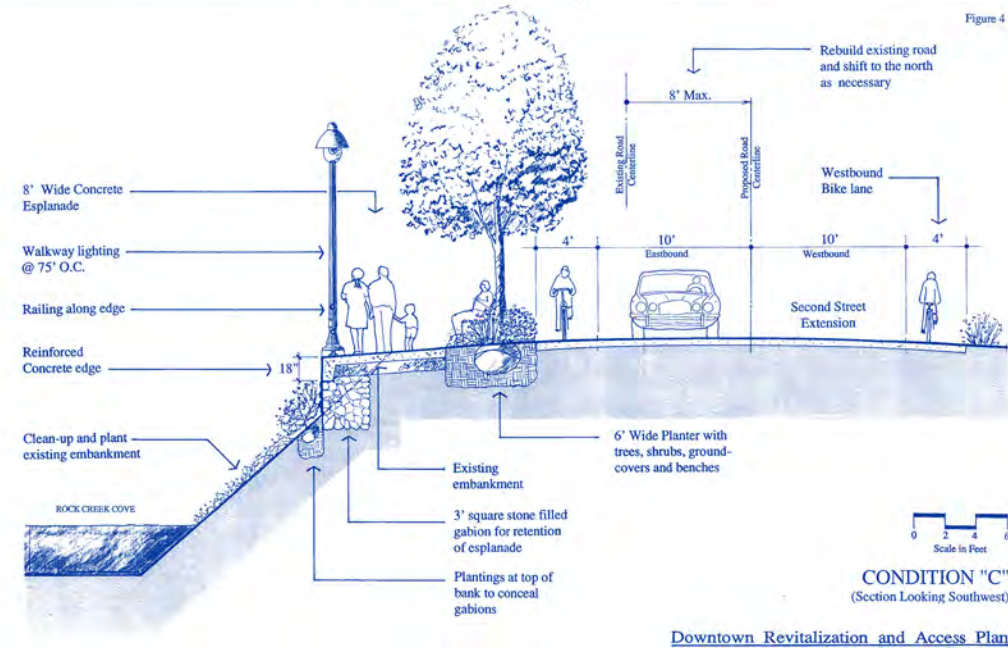 Figure 4
Rebuild existing road
and shift to the north
as necessary
8' Max.
Existing Road
Centerline
Proposed Road
Centerline
Westbound
Bike lane
8' Wide Concrete
Esplanade
Walkway lighting
@ 75' O.C.
Railing along edge
Reinforced
Concrete edge
18"
4'
10'
Eastbound
10'
Westbound
4'
Second Street
Extension
Clean-up and plant
existing embankment
ROCK CREEK COVE
Existing
embankment
3' square stone filled
gabion for retention
of esplanade
Plantings at top of
bank to conceal
gabions
6' Wide Planter with
trees, shrubs, ground-
covers and benches
0 2 4 6
Scale in Feet
CONDITION "C"
(Section Looking Southwest)
Downtown Revitalization and Access Plan